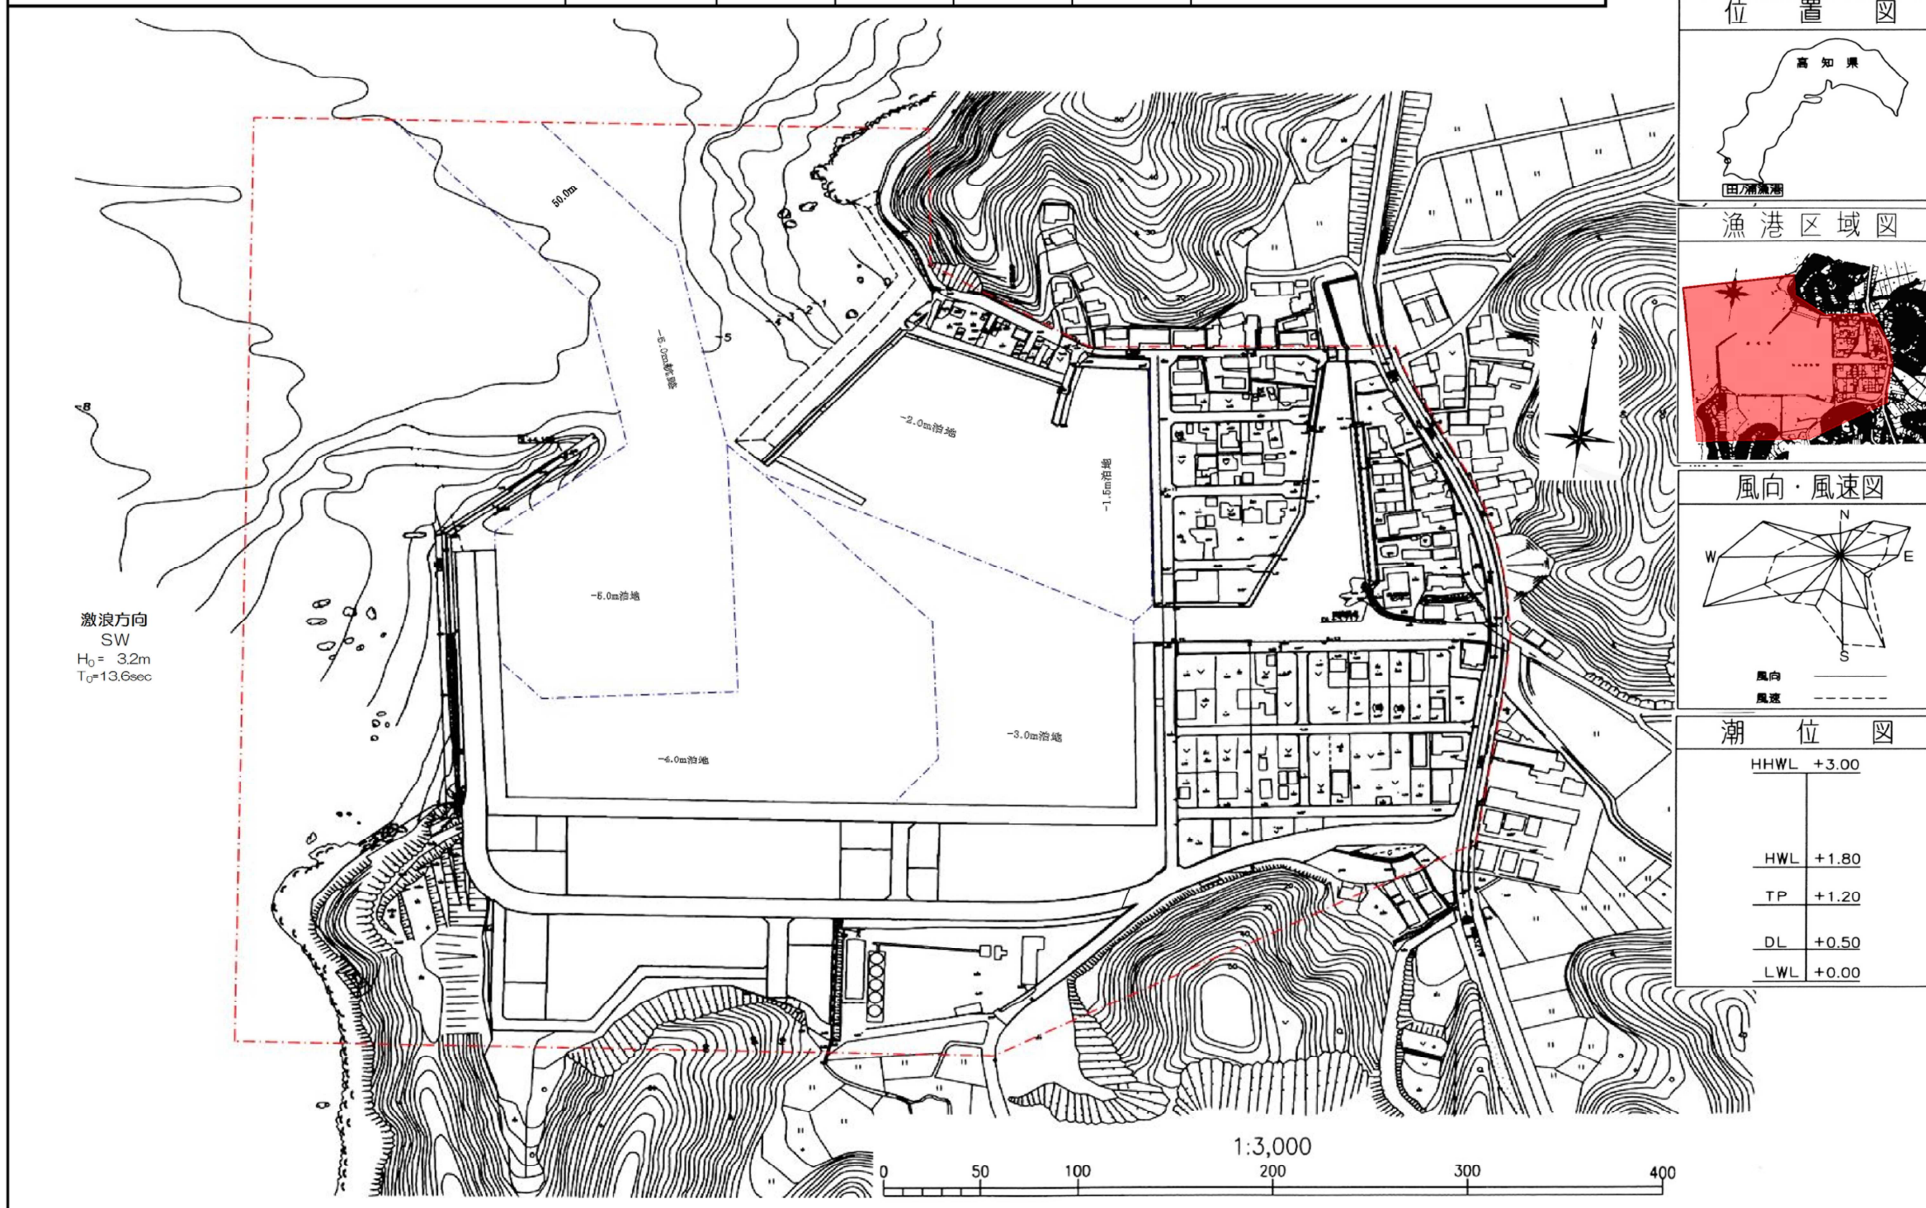 位 置 図
高 知 県
田ノ浦漁港
漁 港 区 域 図
N
風向・風速図
N
W
E
S
風向
風速
潮 位 図
HHWL +3.00
HWL +1.80
TP +1.20
DL +0.50
LWL +0.00
50.0m
-5.0m航路
-1
-2
-3
-4
-5
-8
-2.0m泊地
-1.5m泊地
-5.0m泊地
-3.0m泊地
-4.0m泊地
激浪方向
SW
H₀= 3.2m
T₀=13.6sec
1:3,000
0 50 100 200 300 400